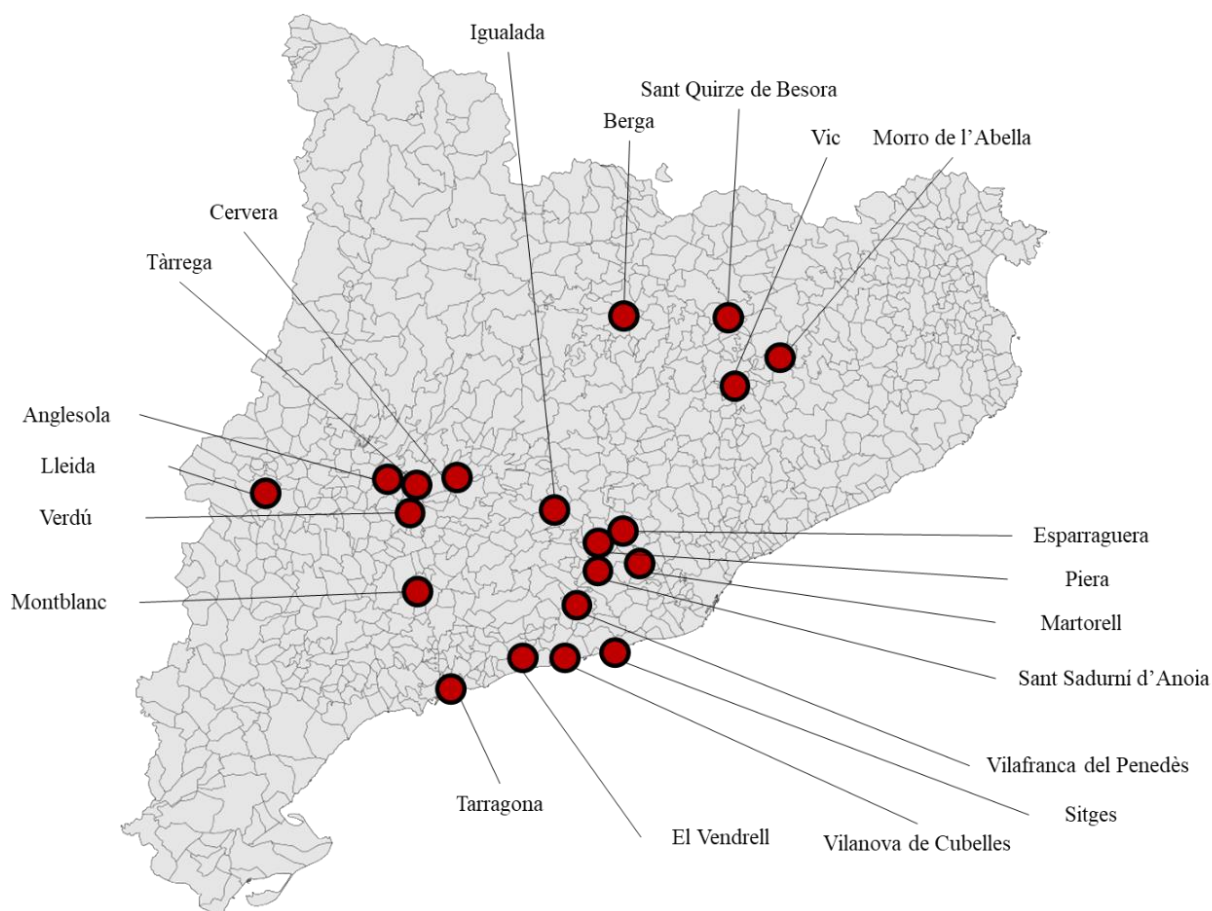 Igualada
Sant Quirze de Besora
Berga
Vic
Morro de l’Abella
Cervera
Tàrrega
Anglesola
Lleida
Verdú
Esparraguera
Piera
Montblanc
Martorell
Sant Sadurní d’Anoia
Vilafranca del Penedès
Tarragona
Sitges
El Vendrell
Vilanova de Cubelles